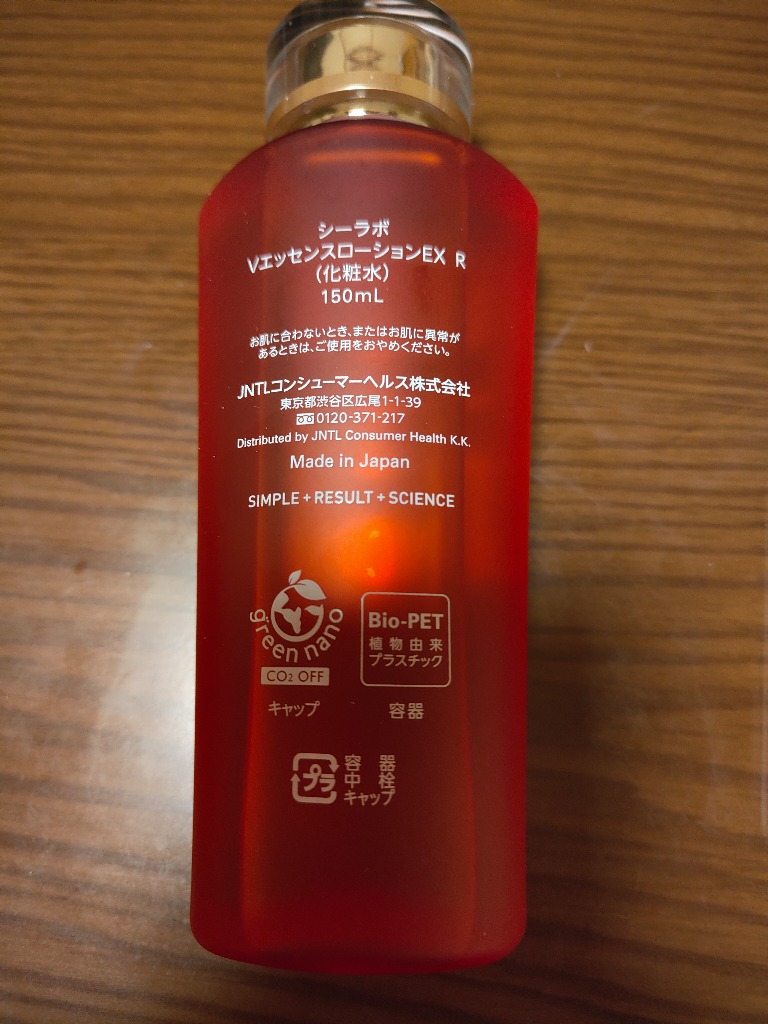 シーラボ
VエッセンスローションEX R
(化粧水)
150mL
お肌に合わないとき、またはお肌に異常が
あるときは、ご使用をおやめください。
JNTLコンシューマーヘルス株式会社
東京都渋谷区広尾1-1-39
0120-371-217
Distributed by JNTL Consumer Health K.K.
Made in Japan
SIMPLE+RESULT+SCIENCE
green nano
CO₂ OFF
キャップ
Bio-PET
植物由来
プラスチック
容器
プラ
容器
中栓
キャップ